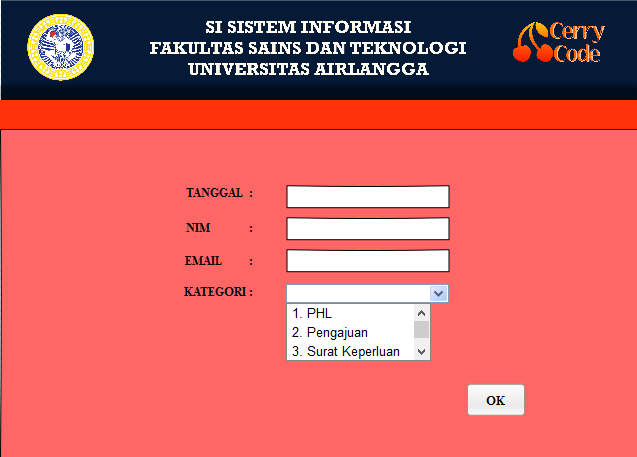 SI SISTEM INFORMASI
FAKULTAS SAINS DAN TEKNOLOGI
UNIVERSITAS AIRLANGGA
Cerry
Code
TANGGAL :
NIM :
EMAIL :
KATEGORI :
1. PHL
2. Pengajuan
3. Surat Keperluan
OK